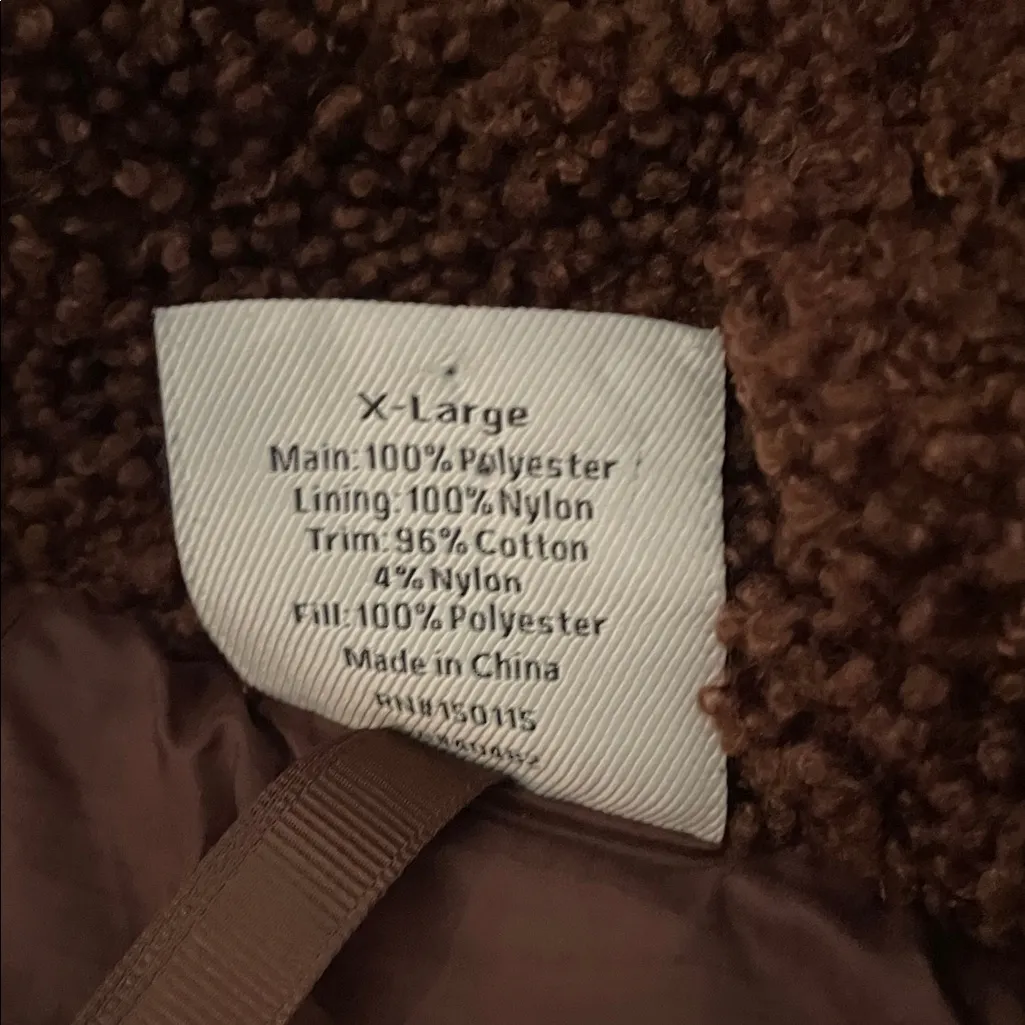 X-Large
Main: 100% Polyester
Lining: 100% Nylon
Trim: 96% Cotton
4% Nylon
Fill: 100% Polyester
Made in China
RN#150115